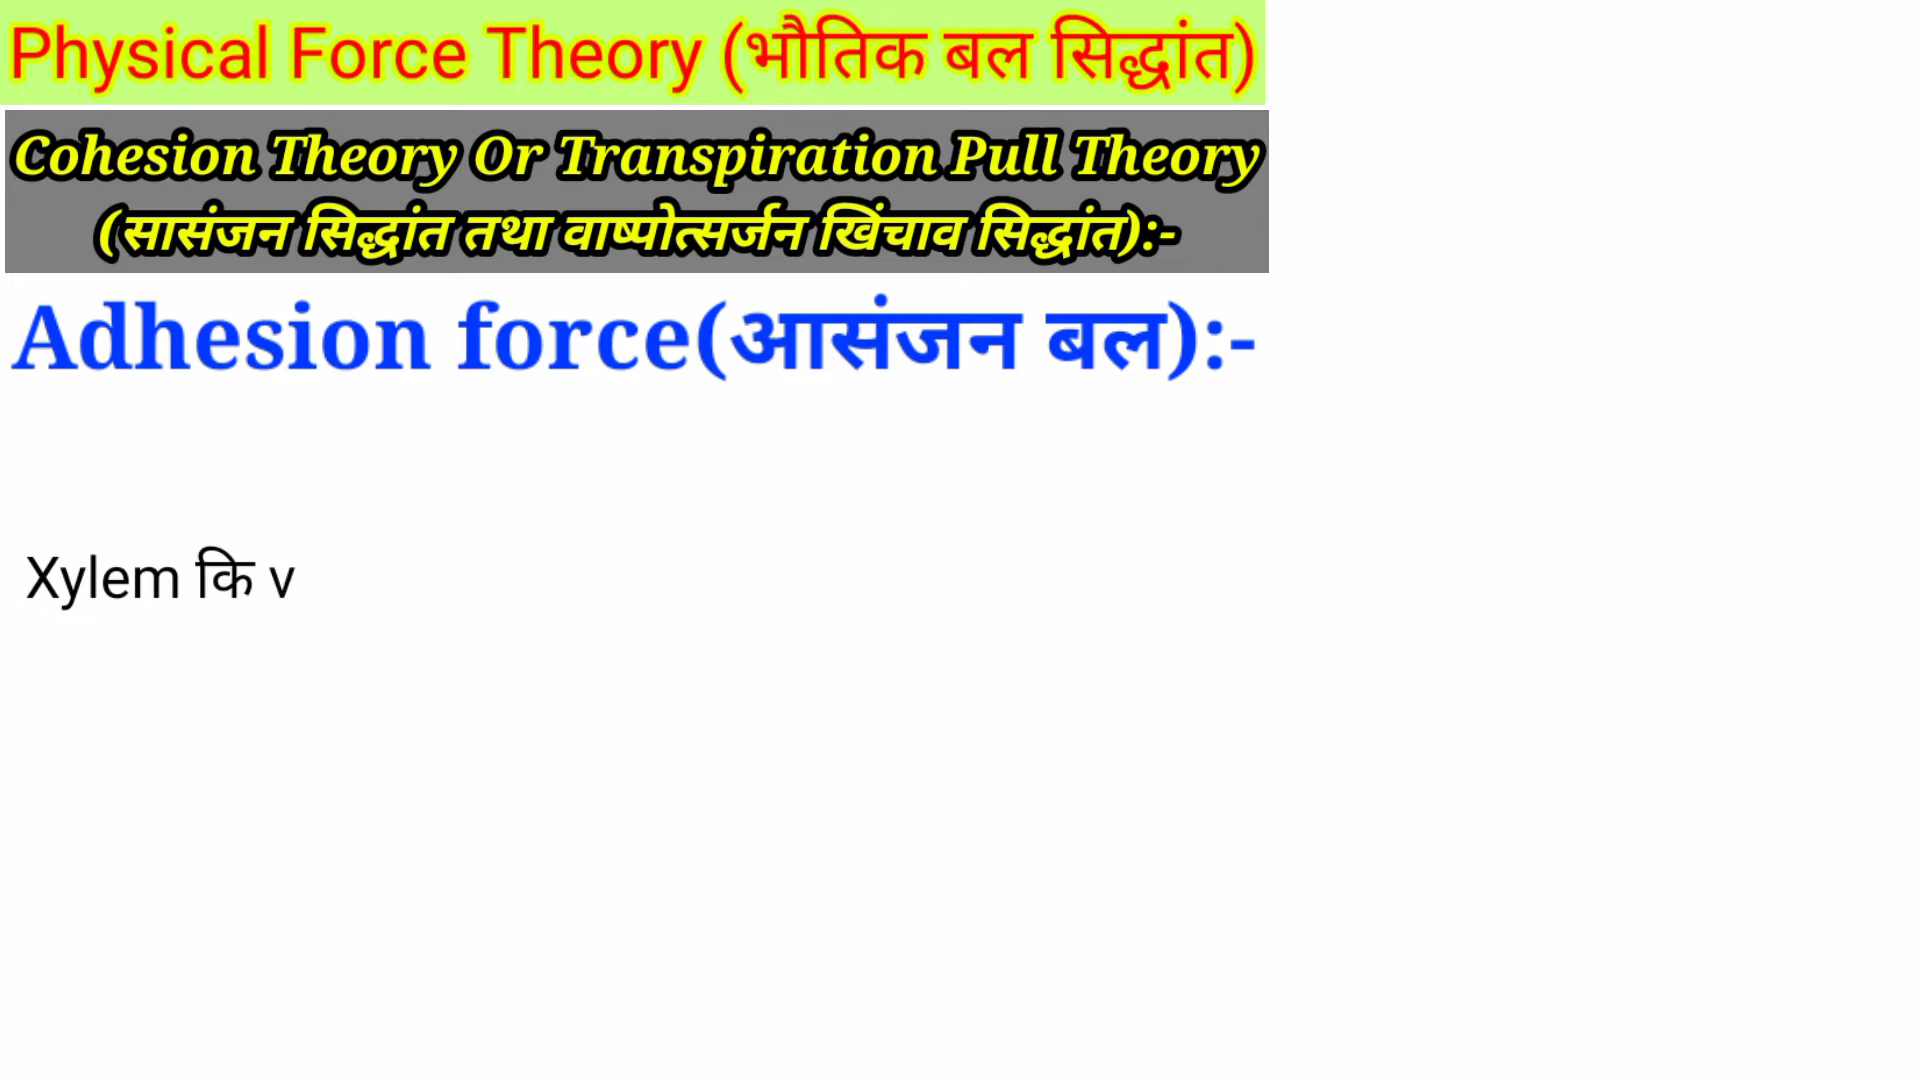 Physical Force Theory (भौतिक बल सिद्धांत)
Cohesion Theory Or Transpiration Pull Theory
(सासंजन सिद्धांत तथा वाष्पोत्सर्जन खिंचाव सिद्धांत):-
Adhesion force(आसंजन बल):-
Xylem कि v